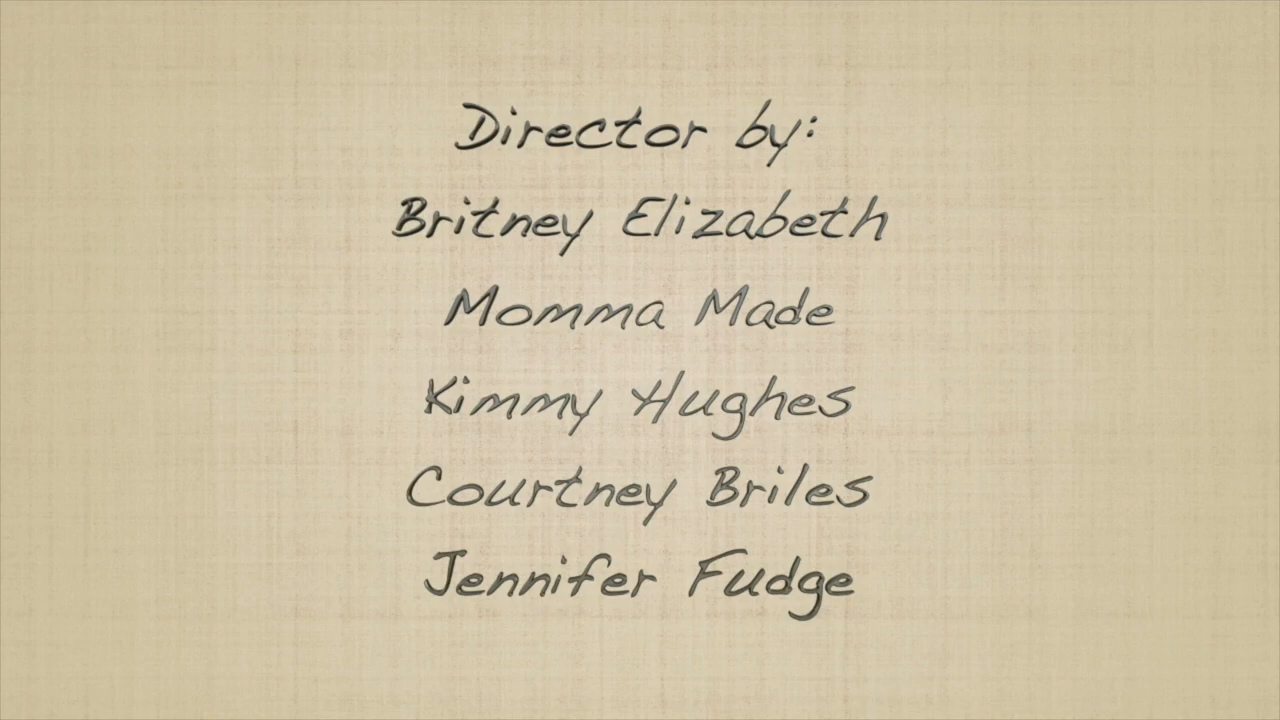 Director by:
Britney Elizabeth
Momma Made
Kimmy Hughes
Courtney Briles
Jennifer Fudge